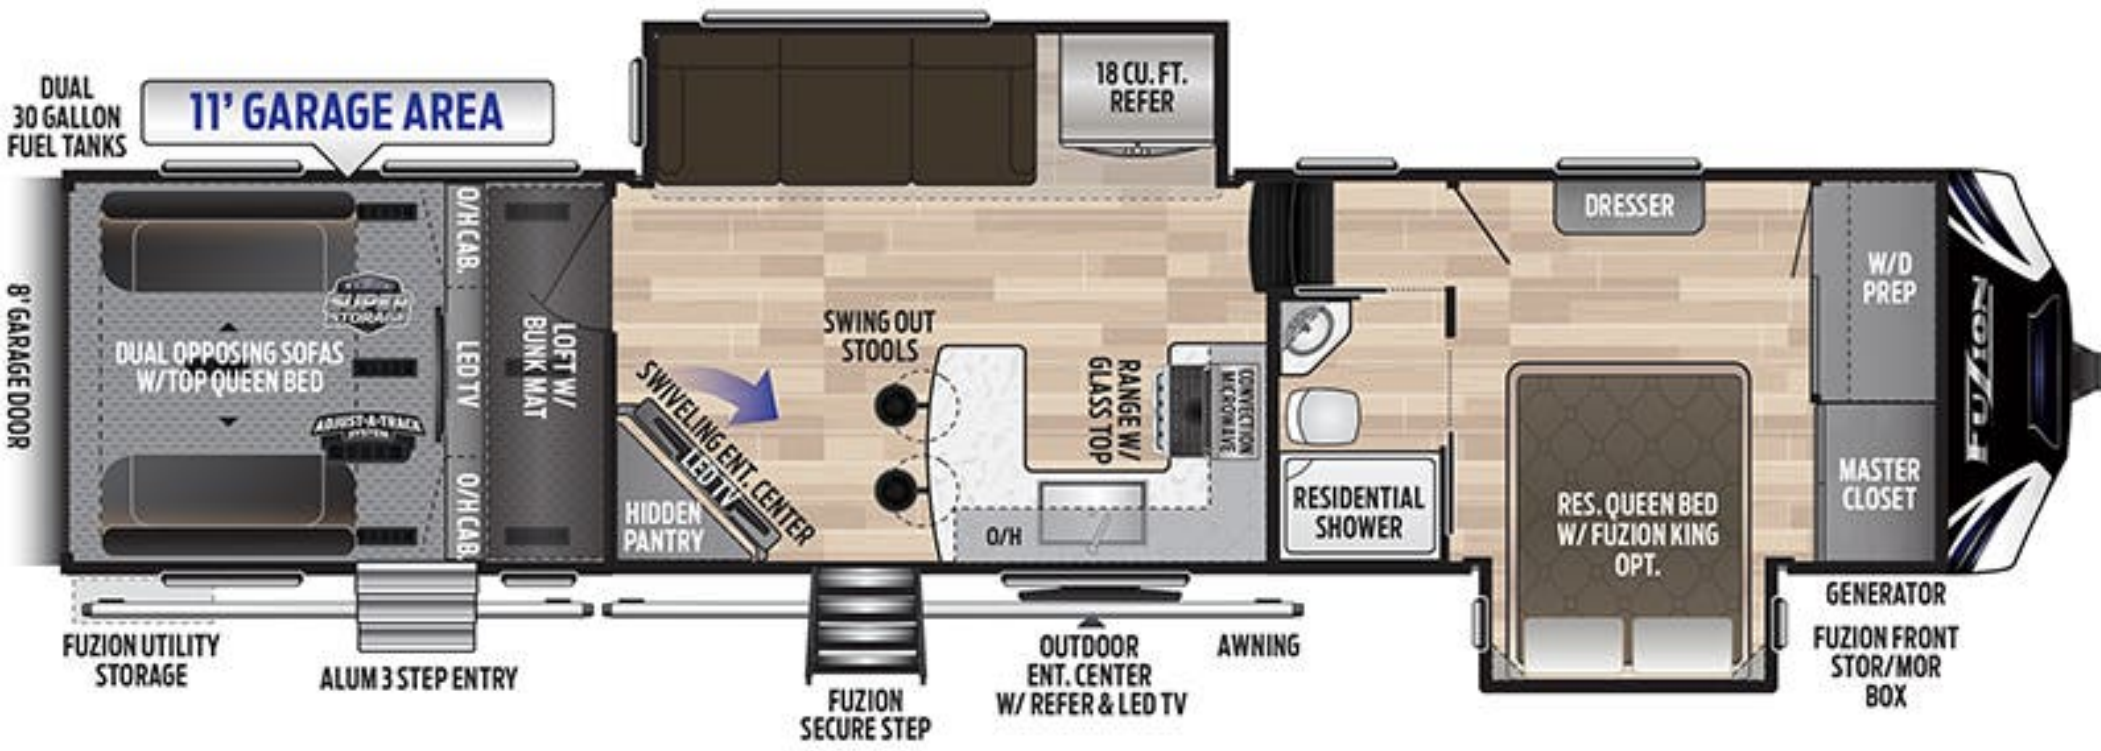 DUAL
30 GALLON
FUEL TANKS
11' GARAGE AREA
18 CU. FT.
REFER
8' GARAGE DOOR
O/H CAB.
SUPER
STORAGE
DUAL OPPOSING SOFAS
W/TOP QUEEN BED
ADJUST-A-TRACK
SYSTEM
LED TV
O/H CAB.
LOFT W/
BUNK MAT
SWIVELING ENT. CENTER
LED TV
HIDDEN
PANTRY
SWING OUT
STOOLS
RANGE W/
GLASS TOP
CONVECTION
MICROWAVE
O/H
RESIDENTIAL
SHOWER
DRESSER
W/D
PREP
MASTER
CLOSET
RES. QUEEN BED
W/ FUZION KING
OPT.
FUZION
FUZION UTILITY
STORAGE
ALUM 3 STEP ENTRY
FUZION
SECURE STEP
OUTDOOR
ENT. CENTER
W/ REFER & LED TV
AWNING
GENERATOR
FUZION FRONT
STOR/MOR
BOX